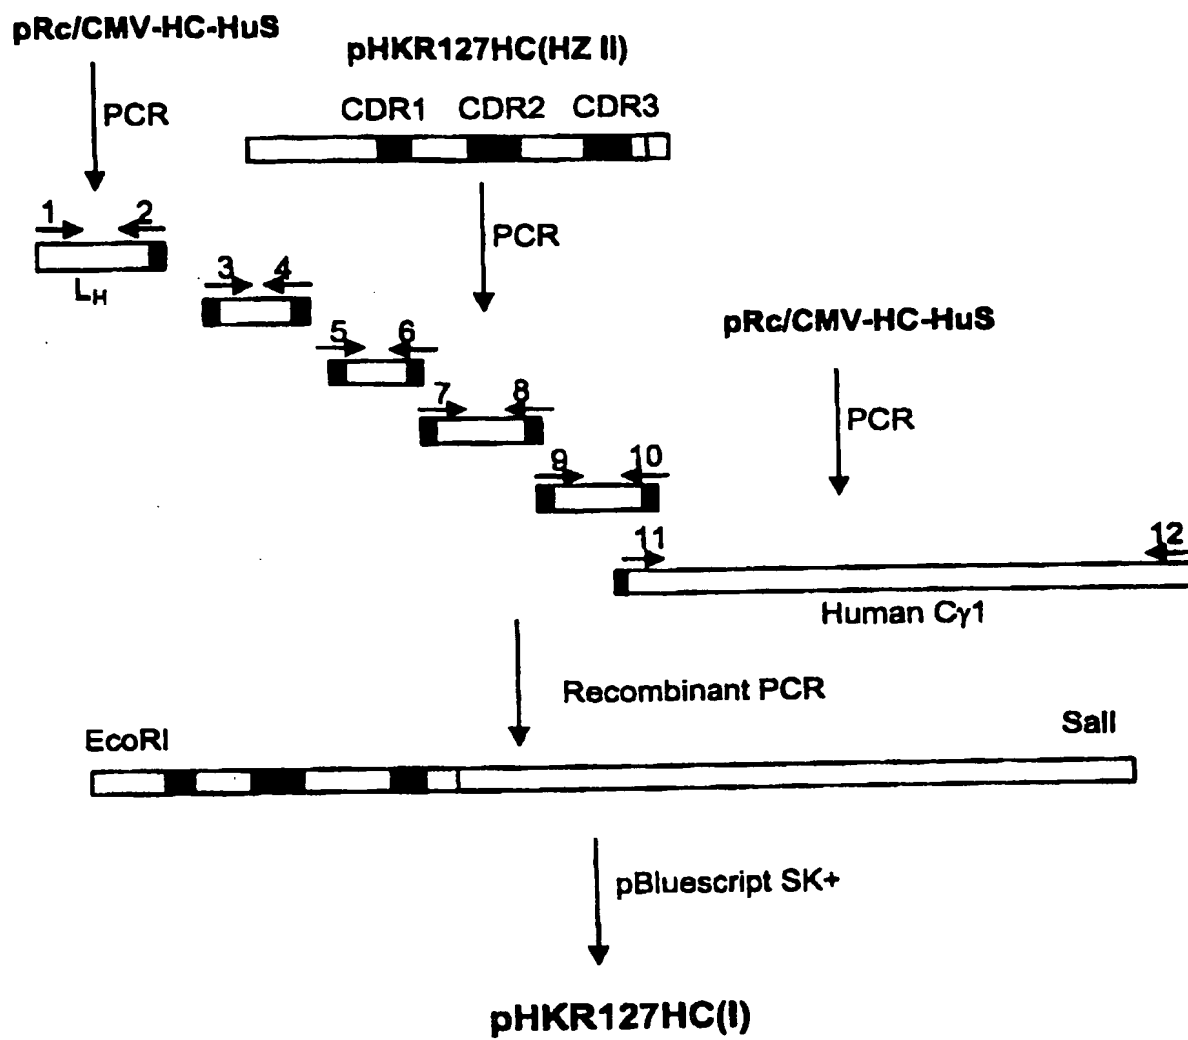 pRc/CMV-HC-HuS
pHKR127HC(HZ II)
PCR
CDR1 CDR2 CDR3
1 2
PCR
LH
3 4
5 6
pRc/CMV-HC-HuS
7 8
PCR
9 10
11 12
Human Cγ1
Recombinant PCR
EcoRI
SalI
pBluescript SK+
pHKR127HC(I)